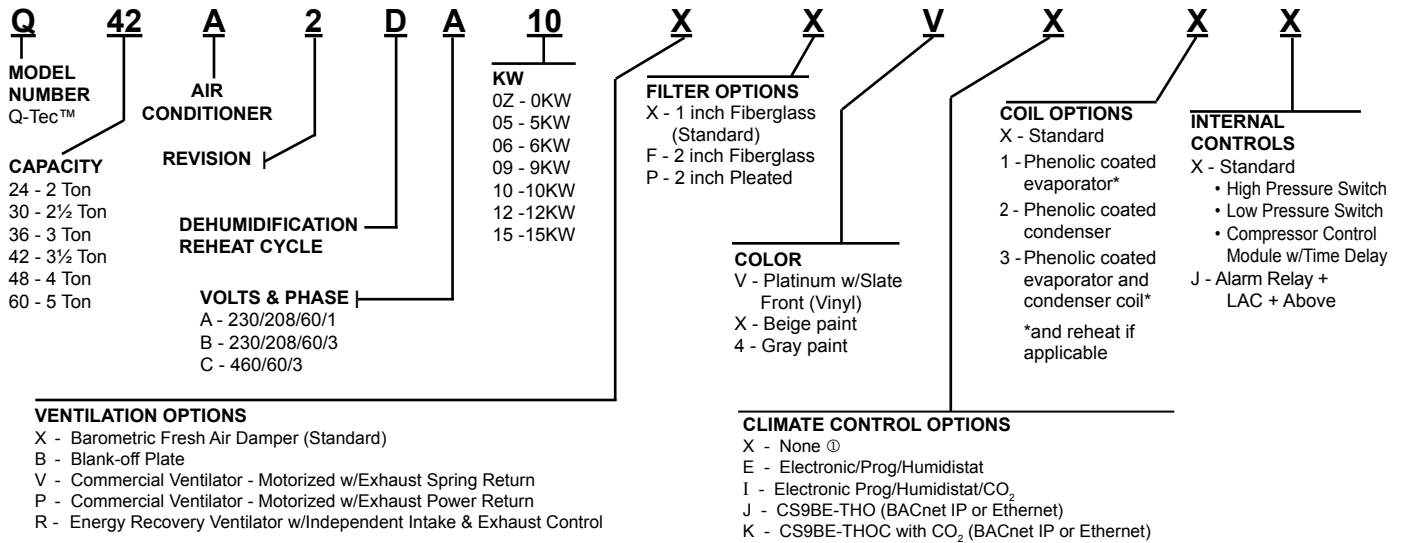 Q 42 A 2 D A 10 X X V X X X
MODEL
NUMBER
Q-Tec™
CAPACITY
24 - 2 Ton
30 - 2½ Ton
36 - 3 Ton
42 - 3½ Ton
48 - 4 Ton
60 - 5 Ton
AIR
CONDITIONER
REVISION
DEHUMIDIFICATION
REHEAT CYCLE
VOLTS & PHASE
A - 230/208/60/1
B - 230/208/60/3
C - 460/60/3
KW
0Z - 0KW
05 - 5KW
06 - 6KW
09 - 9KW
10 -10KW
12 -12KW
15 -15KW
VENTILATION OPTIONS
X - Barometric Fresh Air Damper (Standard)
B - Blank-off Plate
V - Commercial Ventilator - Motorized w/Exhaust Spring Return
P - Commercial Ventilator - Motorized w/Exhaust Power Return
R - Energy Recovery Ventilator w/Independent Intake & Exhaust Control
FILTER OPTIONS
X - 1 inch Fiberglass
(Standard)
F - 2 inch Fiberglass
P - 2 inch Pleated
COLOR
V - Platinum w/Slate
Front (Vinyl)
X - Beige paint
4 - Gray paint
CLIMATE CONTROL OPTIONS
X - None ①
E - Electronic/Prog/Humidistat
I - Electronic Prog/Humidistat/CO₂
J - CS9BE-THO (BACnet IP or Ethernet)
K - CS9BE-THOC with CO₂ (BACnet IP or Ethernet)
COIL OPTIONS
X - Standard
1 - Phenolic coated
evaporator*
2 - Phenolic coated
condenser
3 - Phenolic coated
evaporator and
condenser coil*
*and reheat if
applicable
INTERNAL
CONTROLS
X - Standard
• High Pressure Switch
• Low Pressure Switch
• Compressor Control
Module w/Time Delay
J - Alarm Relay +
LAC + Above